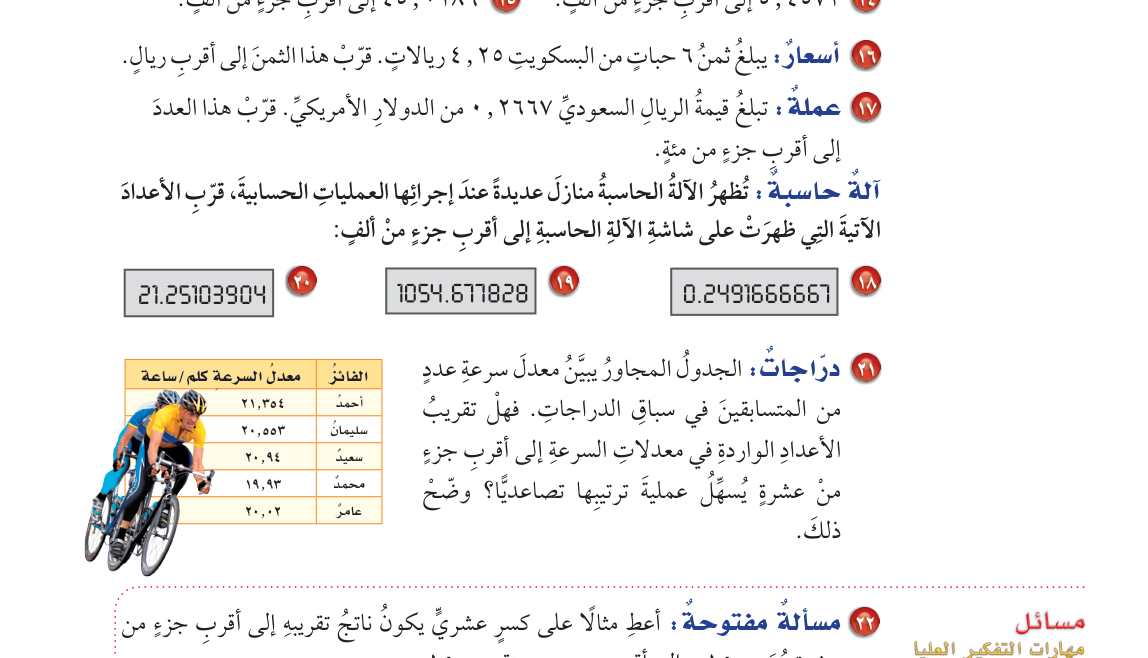 ١٦ أسعارٌ: يبلغُ ثمنُ ٦ حباتٍ من البسكويتِ ٤,٢٥ ريالاتٍ. قرّبْ هذا الثمنَ إلى أقربِ ريالٍ.
١٧ عملةٌ: تبلغُ قيمةُ الريالِ السعوديِّ ٠,٢٦٦٧ من الدولارِ الأمريكيِّ. قرّبْ هذا العددَ
إلى أقربِ جزءٍ من مئةٍ.
آلةٌ حاسبةٌ: تُظهرُ الآلةُ الحاسبةُ منازلَ عديدةً عندَ إجرائِها العملياتِ الحسابيةَ، قرّبِ الأعدادَ
الآتيةَ التِي ظهرَتْ على شاشةِ الآلةِ الحاسبةِ إلى أقربِ جزءٍ منْ ألفٍ:
١٨ 0.2491666667 ١٩ 1054.677828 ٢٠ 21.25103904
٢١ درّاجاتٌ: الجدولُ المجاورُ يبيَّنُ معدلَ سرعةِ عددٍ
من المتسابقينَ في سباقِ الدراجاتِ. فهلْ تقريبُ
الأعدادِ الواردةِ في معدلاتِ السرعةِ إلى أقربِ جزءٍ
منْ عشرةٍ يُسهِّلُ عمليةَ ترتيبِها تصاعديًّا؟ وضّحْ
ذلكَ.
الفائزُ معدلُ السرعةِ كلم/ساعة
أحمدُ ٢١,٣٥٤
سليمانُ ٢٠,٥٥٣
سعيدٌ ٢٠,٩٤
محمدٌ ١٩,٩٣
عامرٌ ٢٠,٠٢
مسائل
مهارات التفكير العليا
٢٢ مسألةٌ مفتوحةٌ: أعطِ مثالًا على كسرٍ عشريٍّ يكونُ ناتجُ تقريبهِ إلى أقربِ جزءٍ من